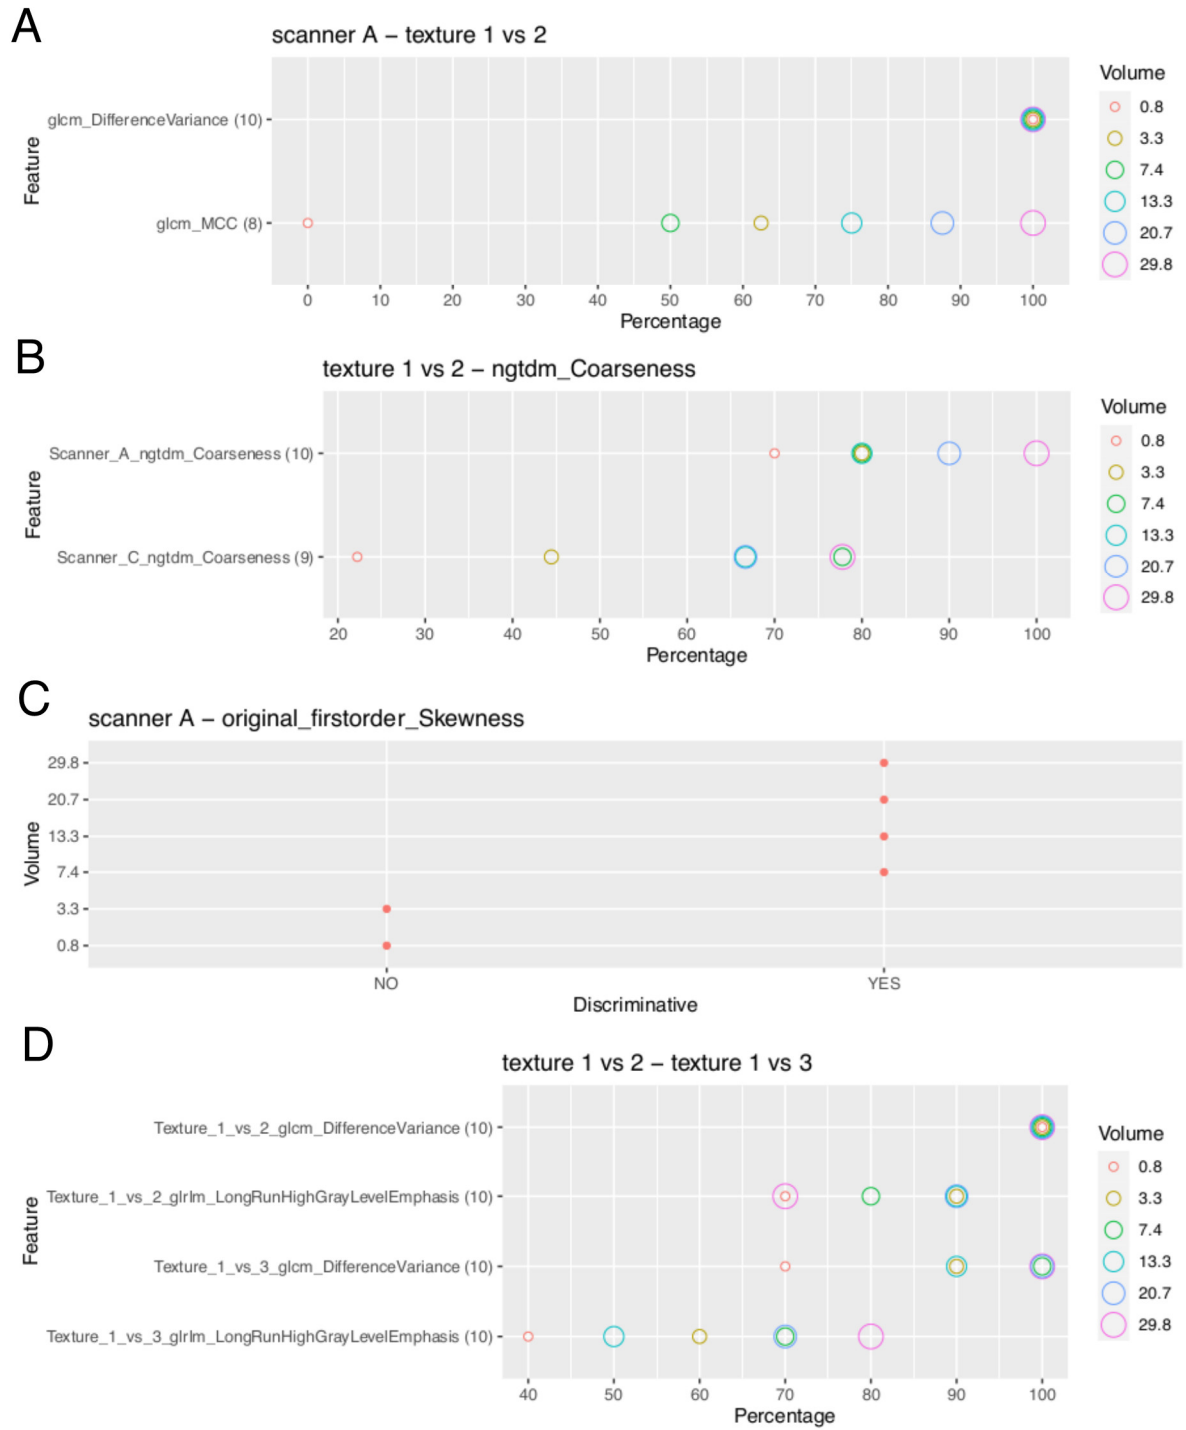 A
scanner A – texture 1 vs 2
Feature
glcm_DifferenceVariance (10)
glcm_MCC (8)
0 10 20 30 40 50 60 70 80 90 100
Percentage
Volume
0.8
3.3
7.4
13.3
20.7
29.8
B
texture 1 vs 2 – ngtdm_Coarseness
Feature
Scanner_A_ngtdm_Coarseness (10)
Scanner_C_ngtdm_Coarseness (9)
20 30 40 50 60 70 80 90 100
Percentage
Volume
0.8
3.3
7.4
13.3
20.7
29.8
C
scanner A – original_firstorder_Skewness
Volume
29.8
20.7
13.3
7.4
3.3
0.8
NO YES
Discriminative
D
texture 1 vs 2 – texture 1 vs 3
Feature
Texture_1_vs_2_glcm_DifferenceVariance (10)
Texture_1_vs_2_glrlm_LongRunHighGrayLevelEmphasis (10)
Texture_1_vs_3_glcm_DifferenceVariance (10)
Texture_1_vs_3_glrlm_LongRunHighGrayLevelEmphasis (10)
40 50 60 70 80 90 100
Percentage
Volume
0.8
3.3
7.4
13.3
20.7
29.8